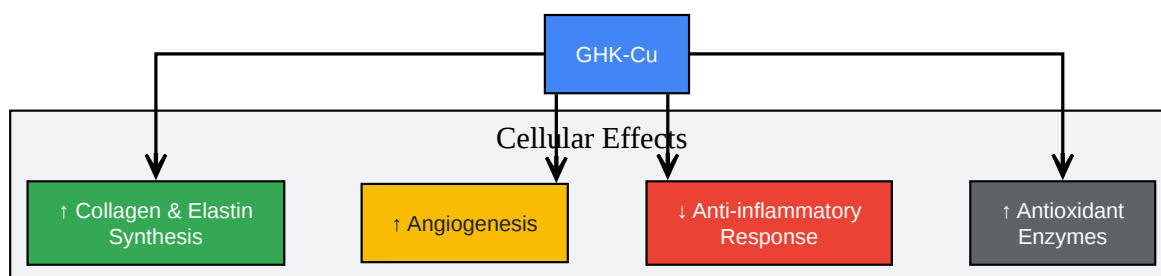 GHK-Cu
Cellular Effects
↑ Collagen & Elastin
Synthesis
↑ Angiogenesis
↓ Anti-inflammatory
Response
↑ Antioxidant
Enzymes